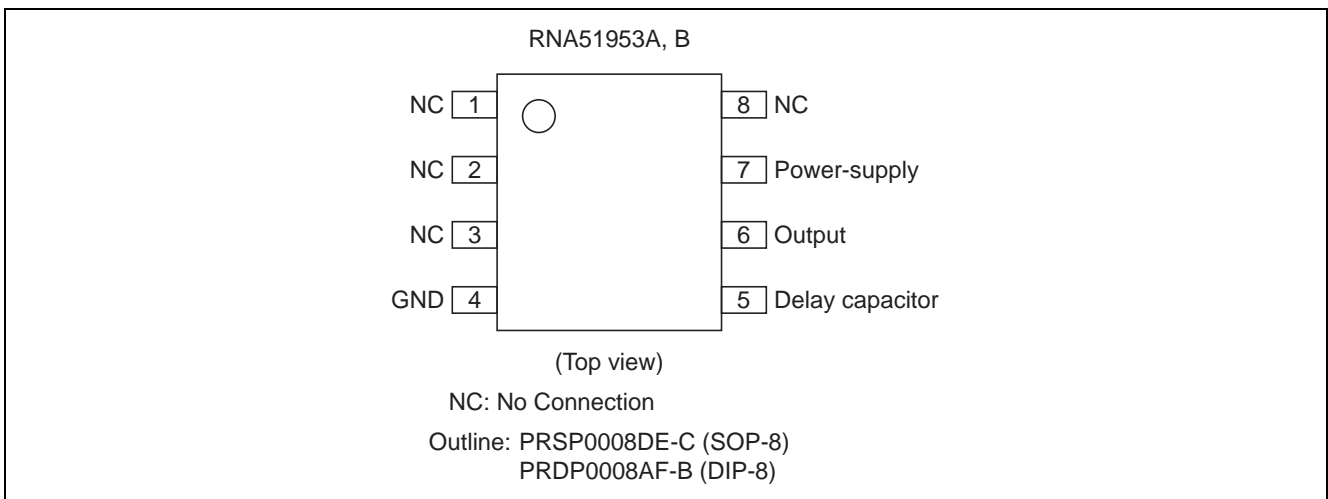 RNA51953A, B
NC 1
8 NC
NC 2
7 Power-supply
NC 3
6 Output
GND 4
5 Delay capacitor
(Top view)
NC: No Connection
Outline: PRSP0008DE-C (SOP-8)
PRDP0008AF-B (DIP-8)